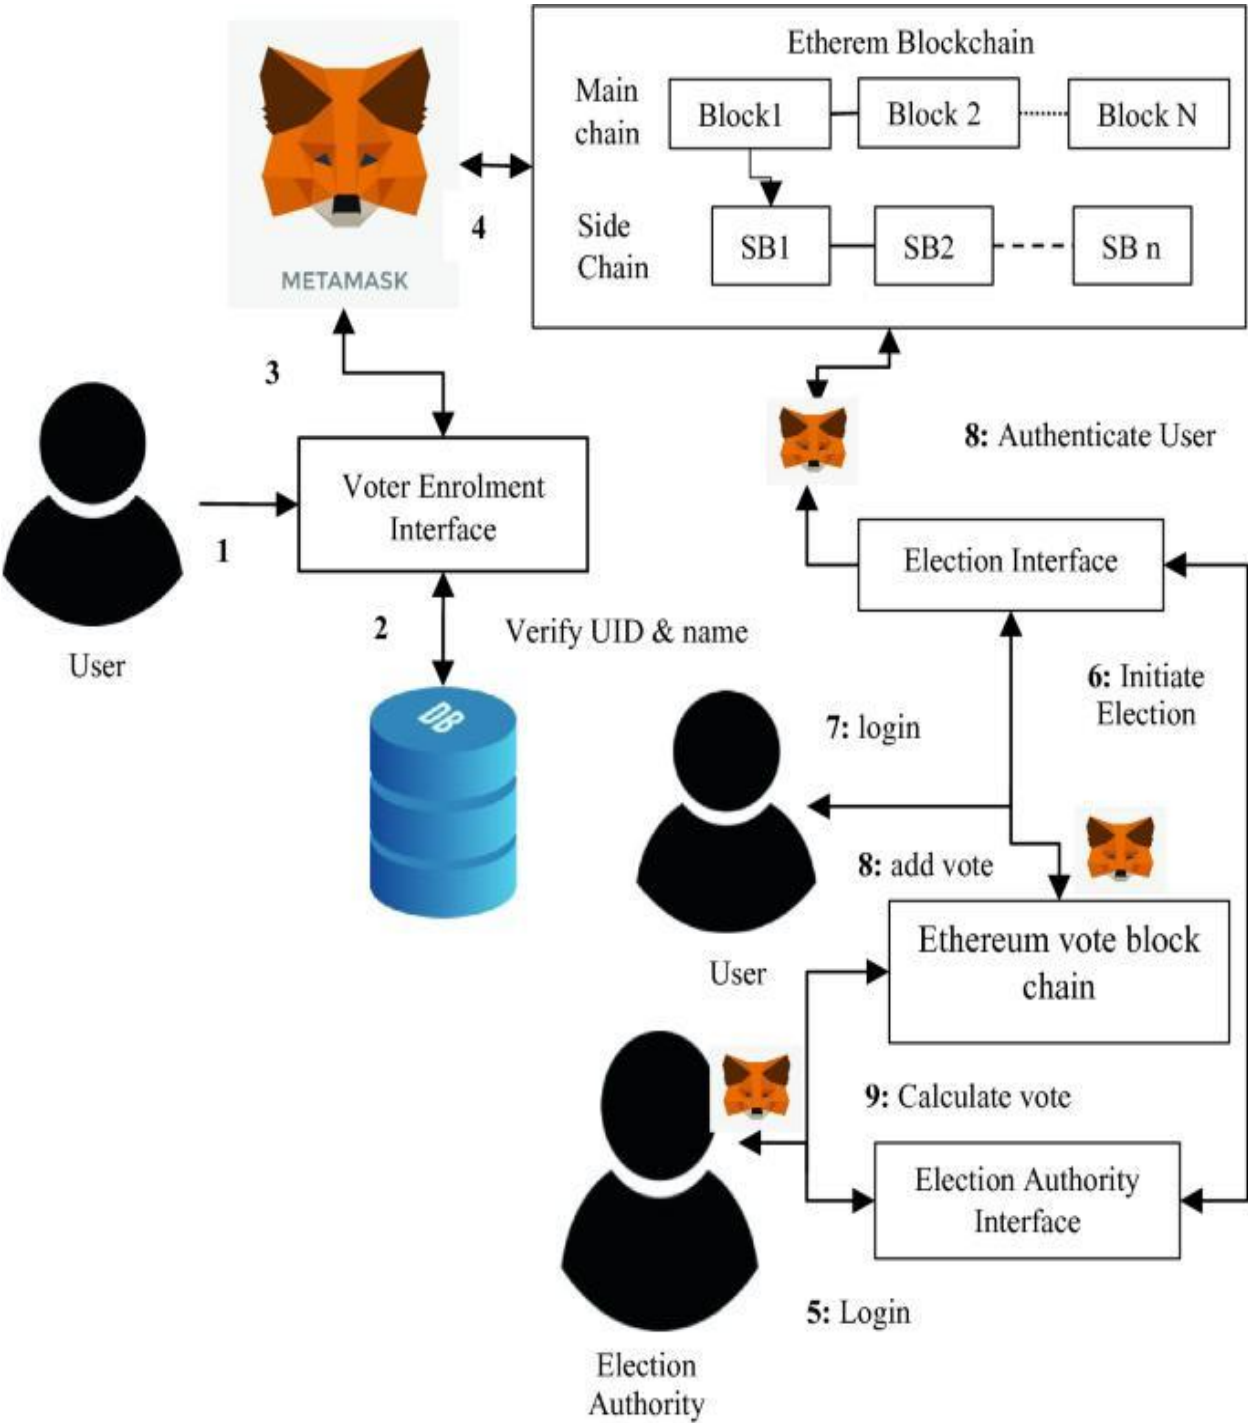 Etherem Blockchain
Main
chain
Block1
Block 2
Block N
Side
Chain
SB1
SB2
SB n
METAMASK
4
3
8: Authenticate User
Voter Enrolment
Interface
1
Election Interface
2
Verify UID & name
User
DB
6: Initiate
Election
7: login
8: add vote
User
Ethereum vote block
chain
9: Calculate vote
Election Authority
Interface
5: Login
Election
Authority